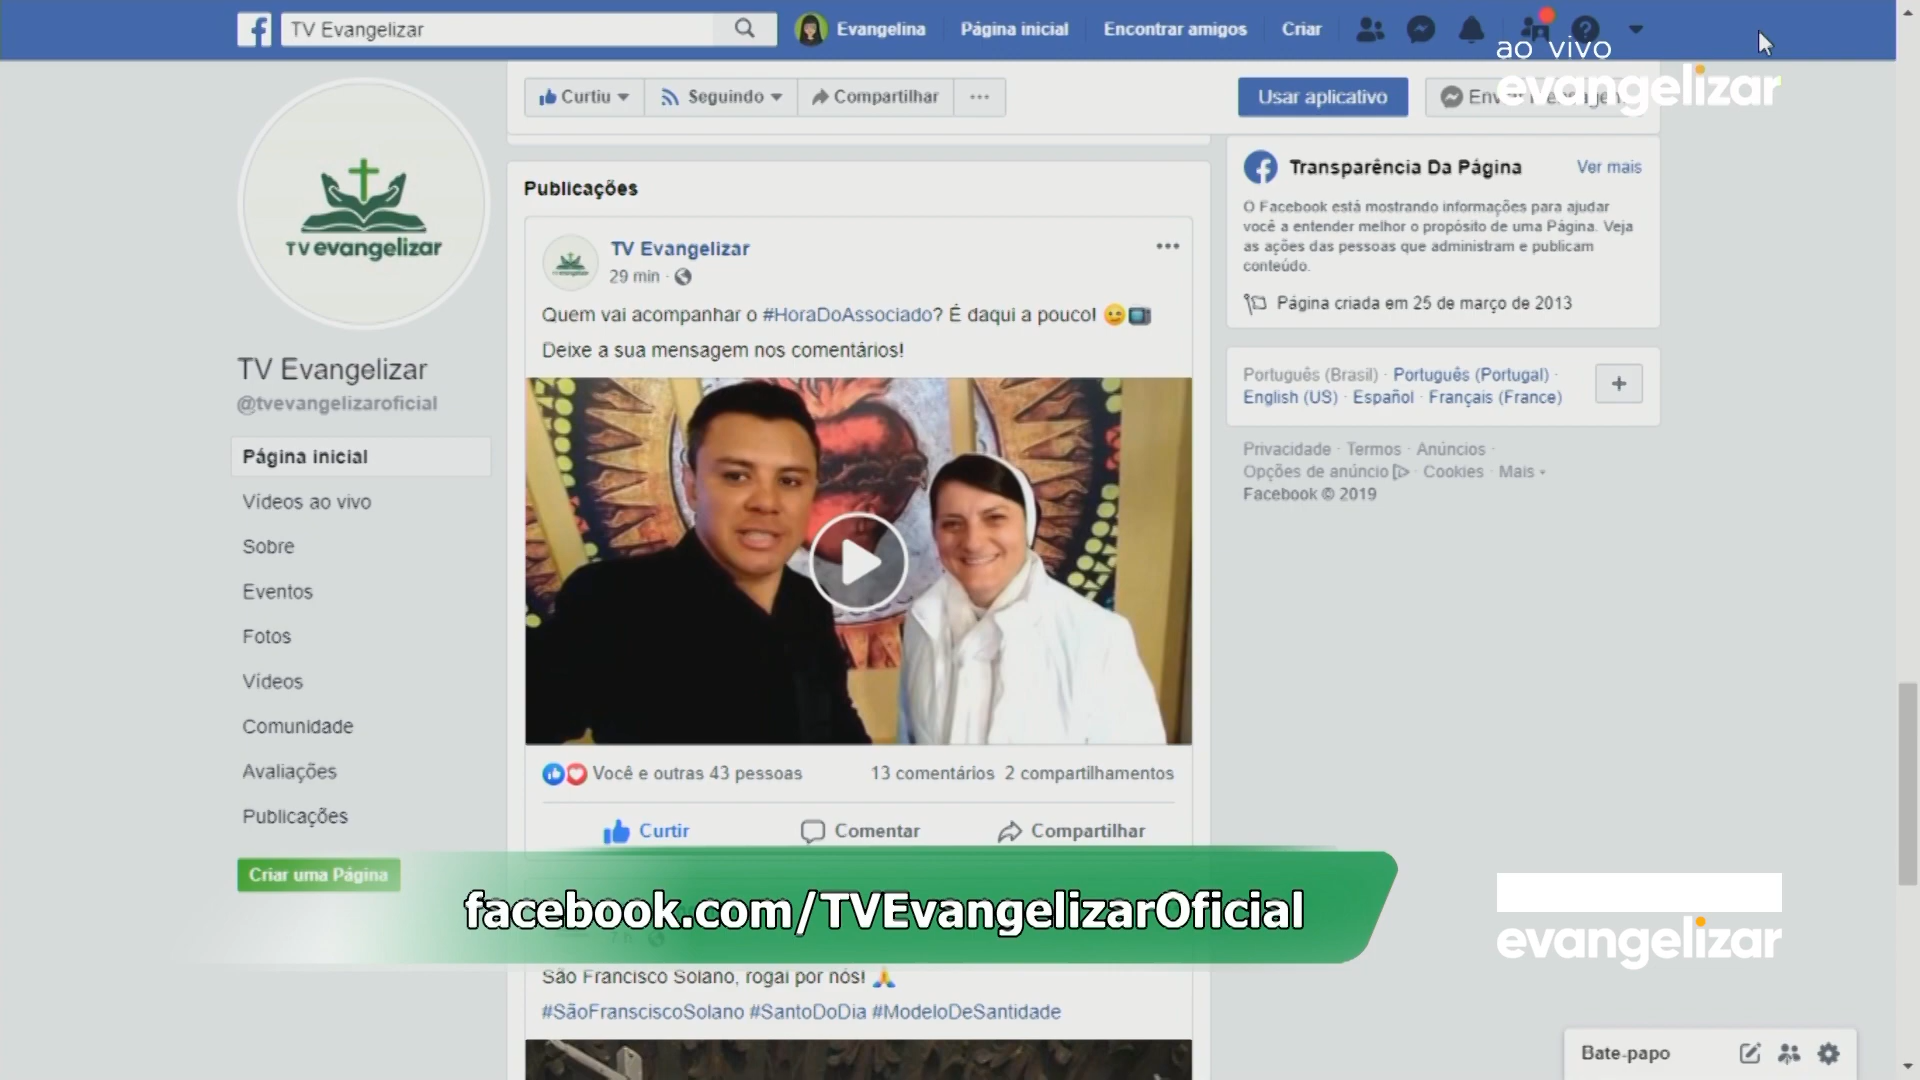 TV Evangelizar
Evangelina
Página inicial
Encontrar amigos
Criar
ao vivo
evangelizar
Curtiu
Seguindo
Compartilhar
Usar aplicativo
TV evangelizar
TV Evangelizar
@tvevangelizaroficial
Página inicial
Vídeos ao vivo
Sobre
Eventos
Fotos
Vídeos
Comunidade
Avaliações
Publicações
Criar uma Página
Publicações
TV Evangelizar
29 min ·
Quem vai acompanhar o #HoraDoAssociado? É daqui a pouco! 😉📺
Deixe a sua mensagem nos comentários!
Você e outras 43 pessoas
13 comentários 2 compartilhamentos
Curtir
Comentar
Compartilhar
facebook.com/TVEvangelizarOficial
São Francisco Solano, rogai por nós! 🙏
#SãoFransciscoSolano #SantoDoDia #ModeloDeSantidade
Transparência Da Página
Ver mais
O Facebook está mostrando informações para ajudar
você a entender melhor o propósito de uma Página. Veja
as ações das pessoas que administram e publicam
conteúdo.
Página criada em 25 de março de 2013
Português (Brasil) · Português (Portugal) ·
English (US) · Español · Français (France)
Privacidade · Termos · Anúncios ·
Opções de anúncio · Cookies · Mais
Facebook © 2019
evangelizar
Bate-papo